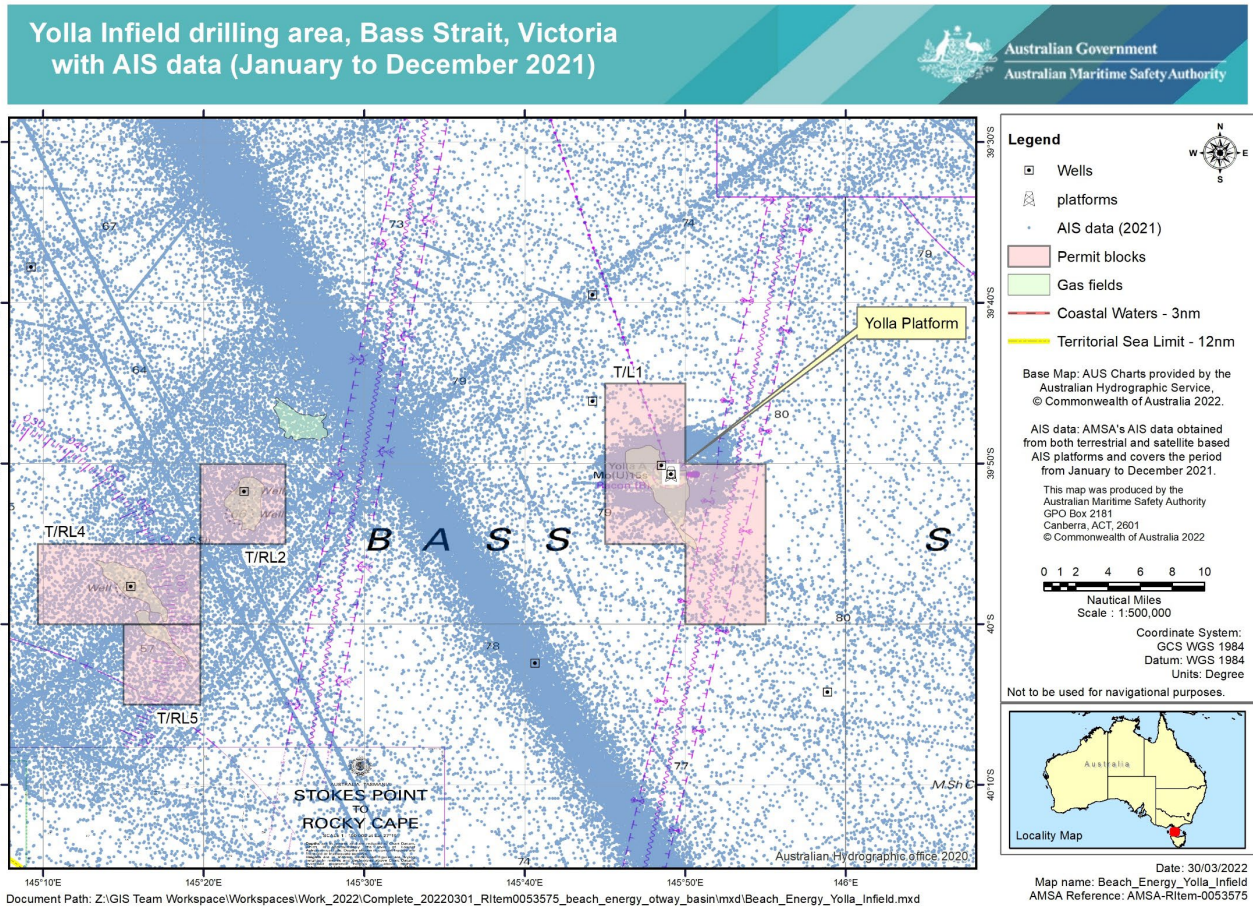 Yolla Infield drilling area, Bass Strait, Victoria
with AIS data (January to December 2021)
Australian Government
Australian Maritime Safety Authority
39°30'S
39°40'S
39°50'S
40°S
40°10'S
145°10'E
145°20'E
145°30'E
145°40'E
145°50'E
146°E
67
73
74
79
64
79
80
Yolla Platform
T/L1
Yolla A
79
T/RL4
T/RL2
T/RL5
Well
Well
Well
57
B A S S
S
78
80
77
71
AUSTRALIA TASMANIA
STOKES POINT
TO
ROCKY CAPE
M.Sh
Australian Hydrographic office 2020
Legend
N
W
E
S
Wells
platforms
AIS data (2021)
Permit blocks
Gas fields
Coastal Waters - 3nm
Territorial Sea Limit - 12nm
Base Map: AUS Charts provided by the
Australian Hydrographic Service,
© Commonwealth of Australia 2022.
AIS data: AMSA's AIS data obtained
from both terrestrial and satellite based
AIS platforms and covers the period
from January to December 2021.
This map was produced by the
Australian Maritime Safety Authority
GPO Box 2181
Canberra, ACT, 2601
© Commonwealth of Australia 2022
0 1 2 4 6 8 10
Nautical Miles
Scale : 1:500,000
Coordinate System:
GCS WGS 1984
Datum: WGS 1984
Units: Degree
Not to be used for navigational purposes.
Australia
Locality Map
Date: 30/03/2022
Map name: Beach_Energy_Yolla_Infield
AMSA Reference: AMSA-RItem-0053575
Document Path: Z:\GIS Team Workspace\Workspaces\Work_2022\Complete_20220301_RItem0053575_beach_energy_otway_basin\mxd\Beach_Energy_Yolla_Infield.mxd